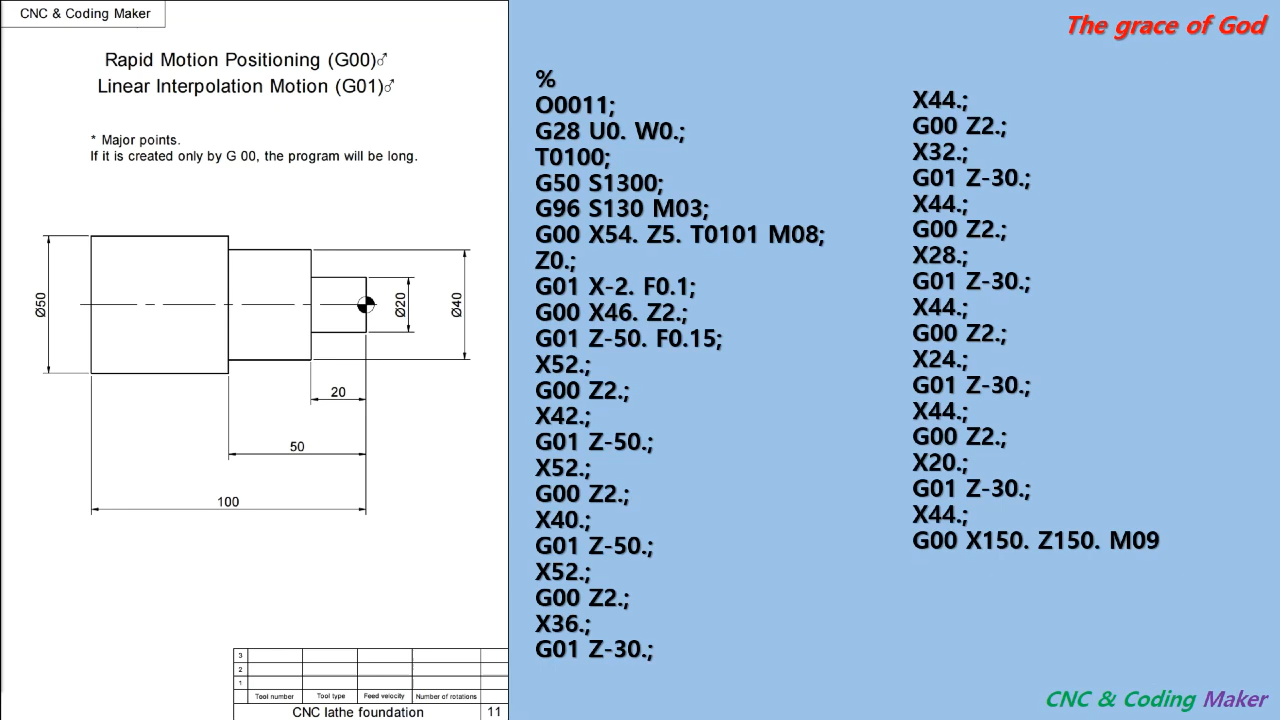 CNC & Coding Maker
Rapid Motion Positioning (G00)♂
Linear Interpolation Motion (G01)♂
* Major points.
If it is created only by G 00, the program will be long.
Ø50
Ø20
Ø40
20
50
100
3
2
1
Tool number Tool type Feed velocity Number of rotations
CNC lathe foundation 11
The grace of God
%
O0011;
G28 U0. W0.;
T0100;
G50 S1300;
G96 S130 M03;
G00 X54. Z5. T0101 M08;
Z0.;
G01 X-2. F0.1;
G00 X46. Z2.;
G01 Z-50. F0.15;
X52.;
G00 Z2.;
X42.;
G01 Z-50.;
X52.;
G00 Z2.;
X40.;
G01 Z-50.;
X52.;
G00 Z2.;
X36.;
G01 Z-30.;
X44.;
G00 Z2.;
X32.;
G01 Z-30.;
X44.;
G00 Z2.;
X28.;
G01 Z-30.;
X44.;
G00 Z2.;
X24.;
G01 Z-30.;
X44.;
G00 Z2.;
X20.;
G01 Z-30.;
X44.;
G00 X150. Z150. M09
CNC & Coding Maker